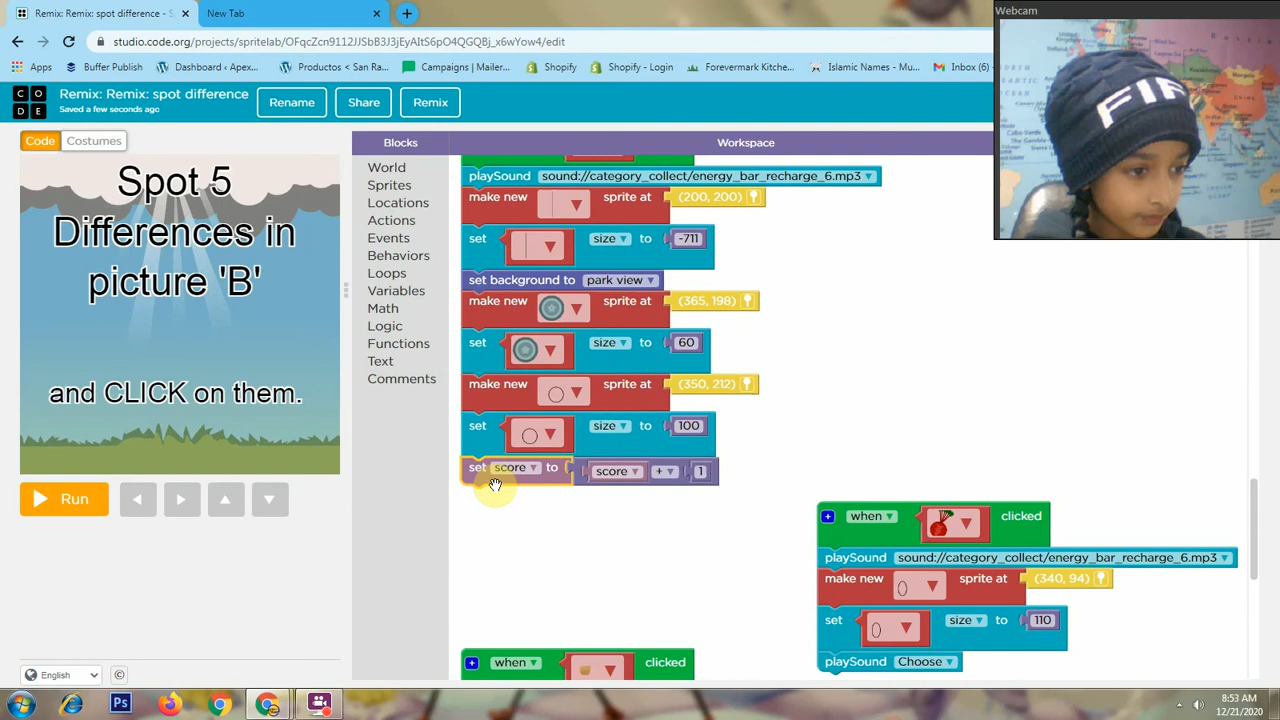 Remix: Remix: spot difference - S
New Tab
studio.code.org/projects/spritelab/OFqcZcn9112JJSbB3J3jEyAItS6pO4QGQBj_x6wYow4/edit
Apps
Buffer Publish
Dashboard ‹ Apex...
Productos < San Ra...
Campaigns | Mailer...
Shopify
Shopify - Login
Forevermark Kitche...
Islamic Names - Mu...
Inbox (6)
Webcam
FIF
CO
DE
Remix: Remix: spot difference
Saved a few seconds ago
Rename
Share
Remix
Code
Costumes
Blocks
Workspace
Spot 5
Differences in
picture 'B'
and CLICK on them.
Run
World
Sprites
Locations
Actions
Events
Behaviors
Loops
Variables
Math
Logic
Functions
Text
Comments
playSound sound://category_collect/energy_bar_recharge_6.mp3
make new sprite at (200, 200)
set size to -711
set background to park view
make new sprite at (365, 198)
set size to 60
make new sprite at (350, 212)
set size to 100
set score to score + 1
when clicked
playSound sound://category_collect/energy_bar_recharge_6.mp3
make new sprite at (340, 94)
set size to 110
playSound Choose
when clicked
English
©
8:53 AM
12/21/2020